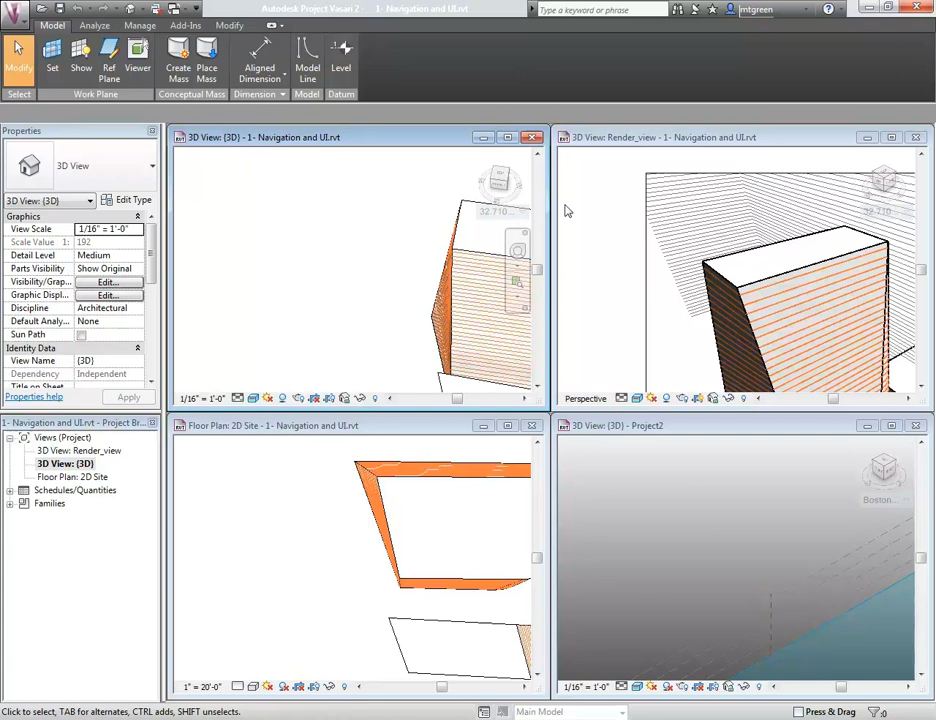 Autodesk Project Vasari 2 - 1- Navigation and UI.rvt
Type a keyword or phrase
mtgreen
Model Analyze Manage Add-Ins Modify
Modify
Set
Show
Ref Plane
Viewer
Create Mass
Place Mass
Aligned Dimension
Model Line
Level
Select Work Plane Conceptual Mass Dimension Model Datum
Properties
3D View
3D View: {3D}
Edit Type
Graphics
View Scale 1/16" = 1'-0"
Scale Value 1: 192
Detail Level Medium
Parts Visibility Show Original
Visibility/Grap... Edit...
Graphic Displ... Edit...
Discipline Architectural
Default Analy... None
Sun Path
Identity Data
View Name {3D}
Dependency Independent
Title on Sheet
Properties help
Apply
1- Navigation and UI.rvt - Project Br...
Views (Project)
3D View: Render_view
3D View: {3D}
Floor Plan: 2D Site
Schedules/Quantities
Families
3D View: {3D} - 1- Navigation and UI.rvt
32.710...
1/16" = 1'-0"
3D View: Render_view - 1- Navigation and UI.rvt
32.710...
Perspective
Floor Plan: 2D Site - 1- Navigation and UI.rvt
1" = 20'-0"
3D View: {3D} - Project2
Boston...
1/16" = 1'-0"
Click to select, TAB for alternates, CTRL adds, SHIFT unselects.
Main Model
Press & Drag
:0